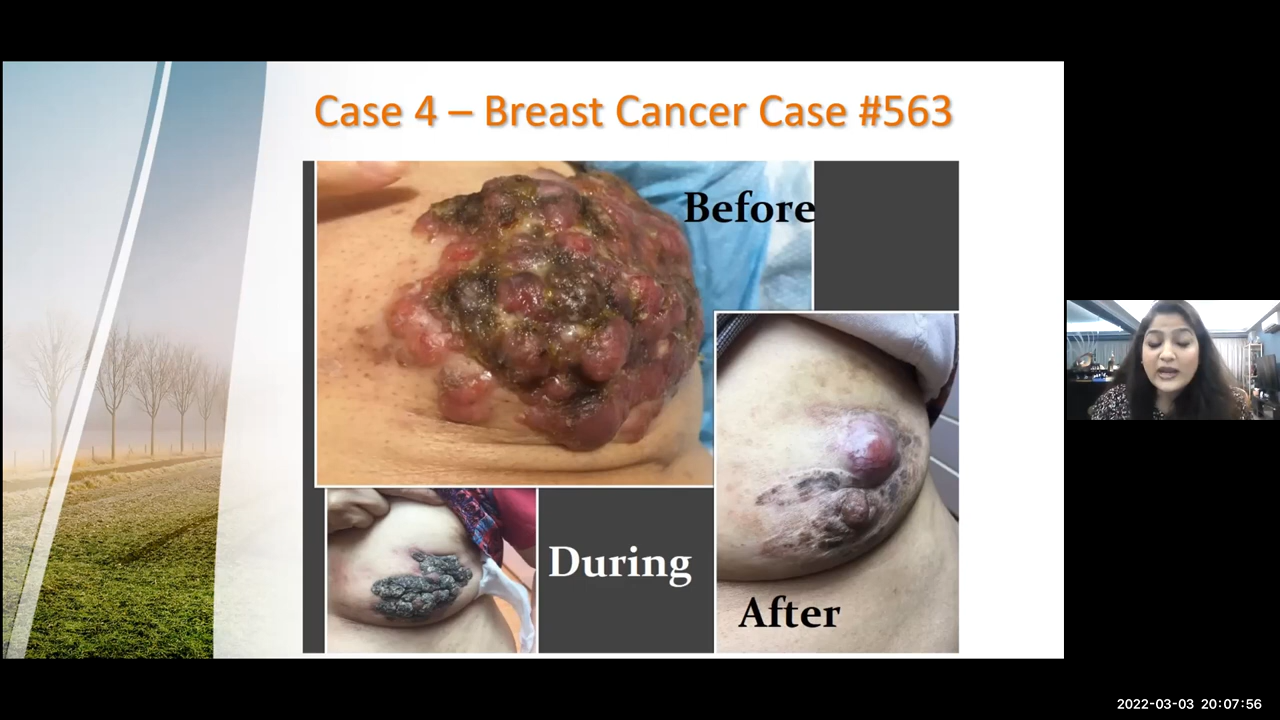 Case 4 – Breast Cancer Case #563
Before
During
After
2022-03-03 20:07:56